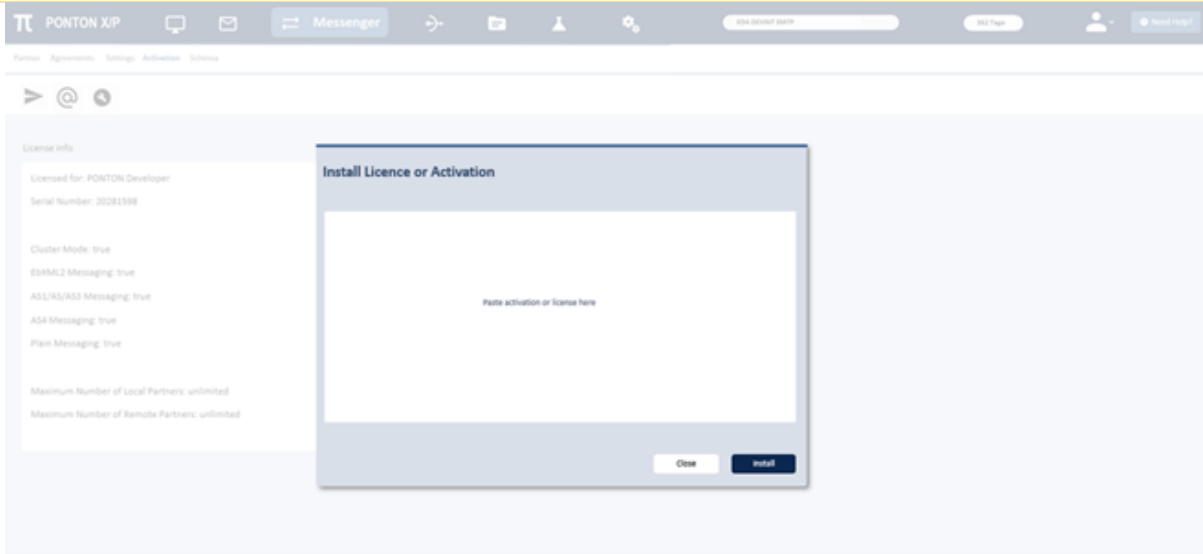 PONTON X/P
Messenger
362 Tage
Need Help?
Partner Agreements Settings Activation Schema
License info
Licensed for: PONTON Developer
Serial Number: 20281598
Cluster Mode: true
EbXML2 Messaging: true
AS1/AS/AS3 Messaging: true
AS4 Messaging: true
Plain Messaging: true
Maximum Number of Local Partners: unlimited
Maximum Number of Remote Partners: unlimited
Install Licence or Activation
Paste activation or license here
Close
Install